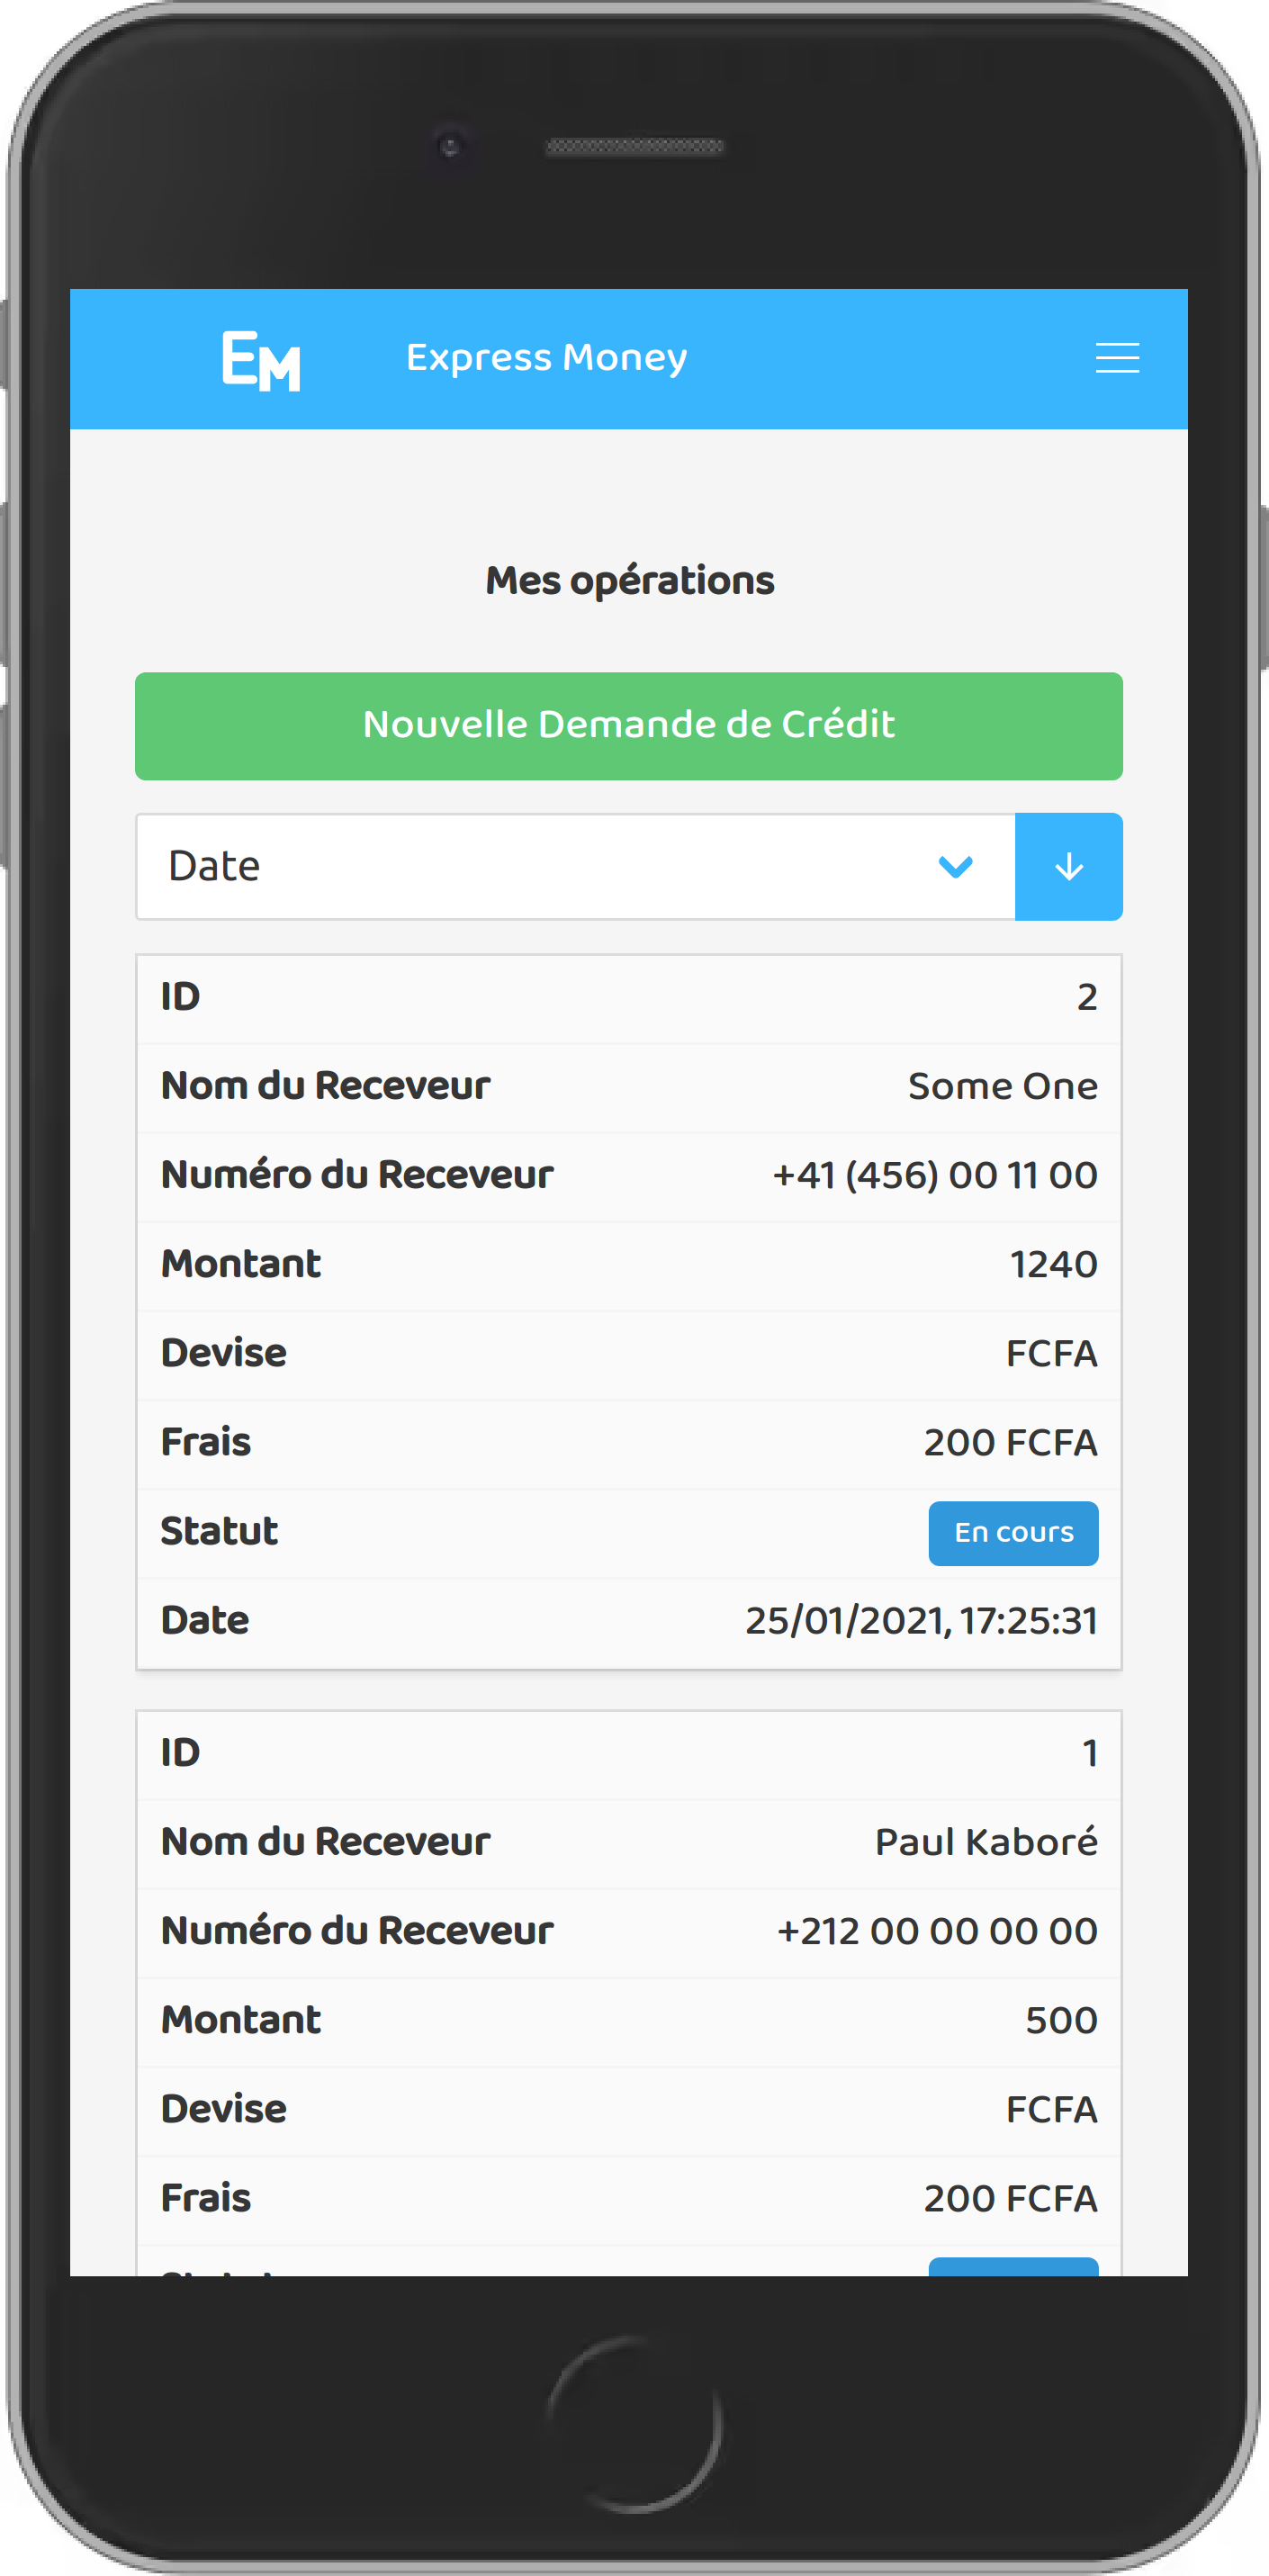 EM Express Money
Mes opérations
Nouvelle Demande de Crédit
Date
ID 2
Nom du Receveur Some One
Numéro du Receveur +41 (456) 00 11 00
Montant 1240
Devise FCFA
Frais 200 FCFA
Statut En cours
Date 25/01/2021, 17:25:31
ID 1
Nom du Receveur Paul Kaboré
Numéro du Receveur +212 00 00 00 00
Montant 500
Devise FCFA
Frais 200 FCFA